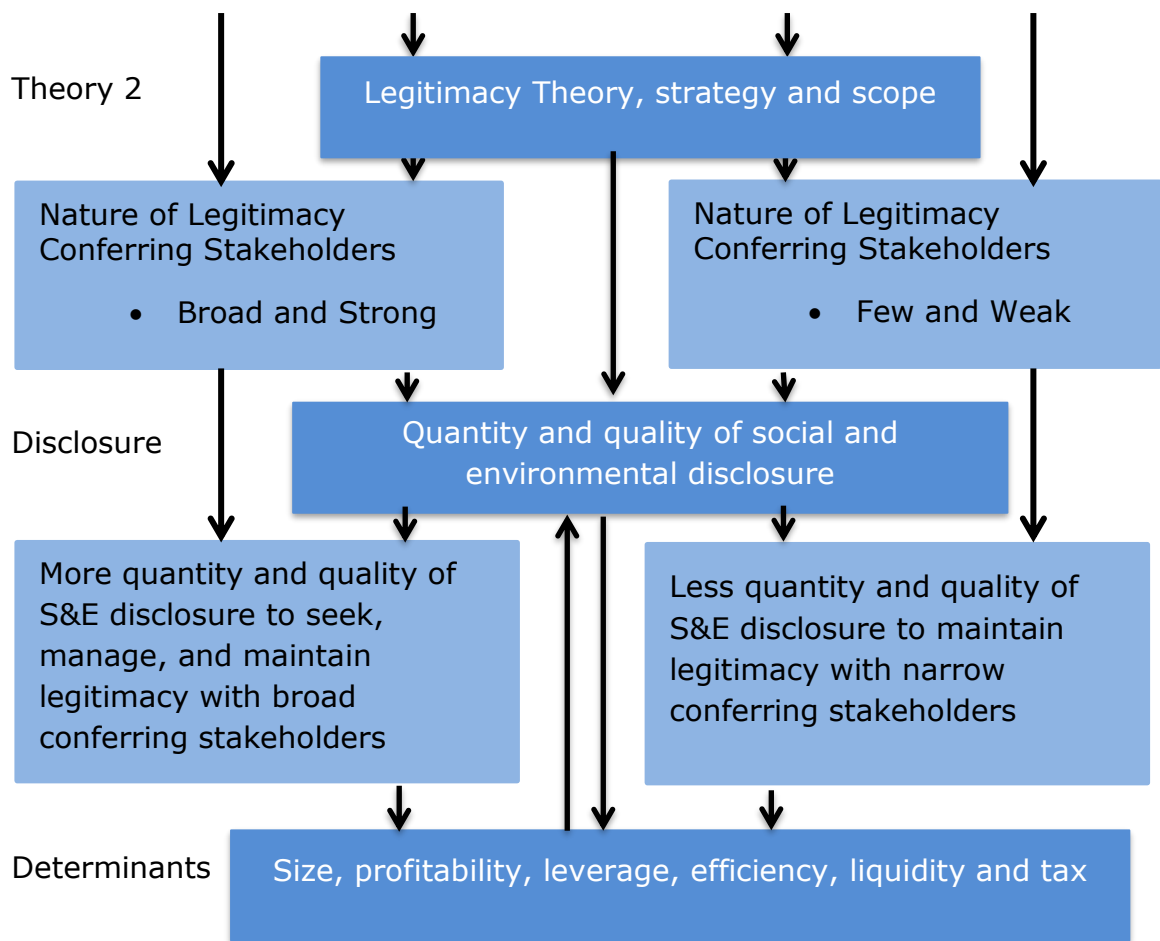 Theory 2
Legitimacy Theory, strategy and scope
Nature of Legitimacy
Conferring Stakeholders
• Broad and Strong
Nature of Legitimacy
Conferring Stakeholders
• Few and Weak
Disclosure
Quantity and quality of social and
environmental disclosure
More quantity and quality of
S&E disclosure to seek,
manage, and maintain
legitimacy with broad
conferring stakeholders
Less quantity and quality of
S&E disclosure to maintain
legitimacy with narrow
conferring stakeholders
Determinants
Size, profitability, leverage, efficiency, liquidity and tax